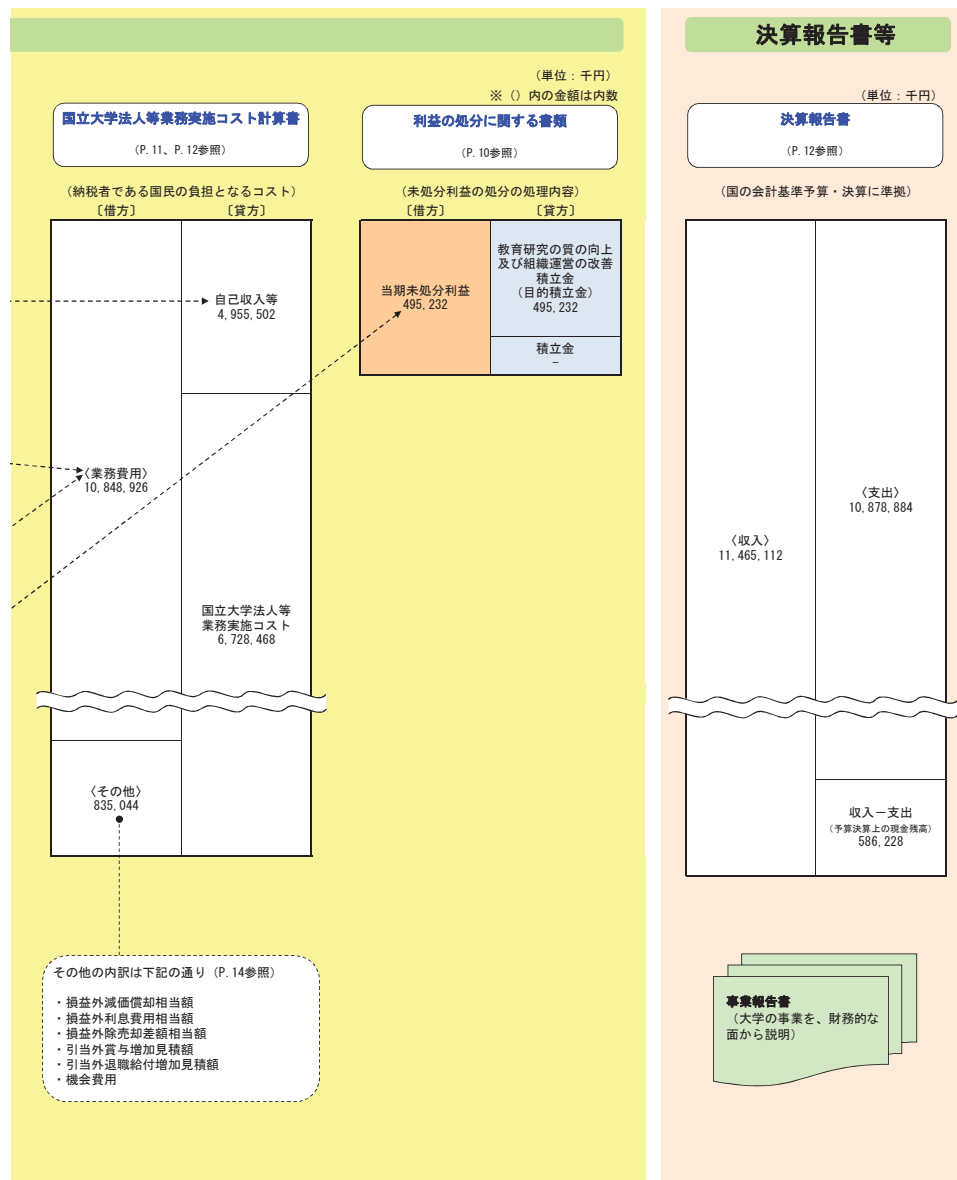 （単位：千円）
※（）内の金額は内数
国立大学法人等業務実施コスト計算書
（P.11、P.12参照）
（納税者である国民の負担となるコスト）
〔借方〕
〔貸方〕
自己収入等
4,955,502
〈業務費用〉
10,848,926
国立大学法人等
業務実施コスト
6,728,468
〈その他〉
835,044
その他の内訳は下記の通り（P.14参照）
・損益外減価償却相当額
・損益外利息費用相当額
・損益外除売却差額相当額
・引当外賞与増加見積額
・引当外退職給付増加見積額
・機会費用
利益の処分に関する書類
（P.10参照）
（未処分利益の処分の処理内容）
〔借方〕
〔貸方〕
当期未処分利益
495,232
教育研究の質の向上
及び組織運営の改善
積立金
（目的積立金）
495,232
積立金
－
決算報告書等
（単位：千円）
決算報告書
（P.12参照）
（国の会計基準予算・決算に準拠）
〈収入〉
11,465,112
〈支出〉
10,878,884
収入－支出
（予算決算上の現金残高）
586,228
事業報告書
（大学の事業を、財務的な
面から説明）